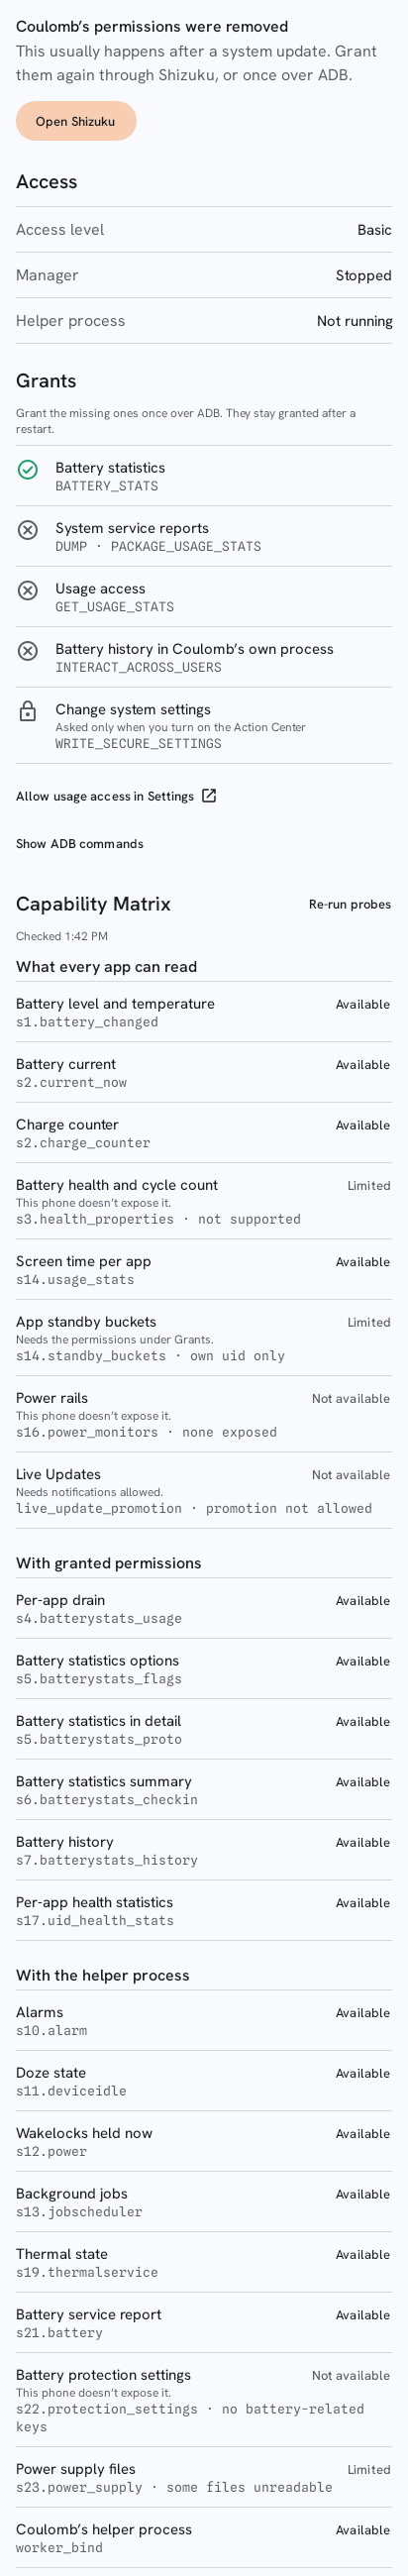 Coulomb’s permissions were removed
This usually happens after a system update. Grant
them again through Shizuku, or once over ADB.
Open Shizuku
Access
Access level Basic
Manager Stopped
Helper process Not running
Grants
Grant the missing ones once over ADB. They stay granted after a
restart.
Battery statistics
BATTERY_STATS
System service reports
DUMP · PACKAGE_USAGE_STATS
Usage access
GET_USAGE_STATS
Battery history in Coulomb’s own process
INTERACT_ACROSS_USERS
Change system settings
Asked only when you turn on the Action Center
WRITE_SECURE_SETTINGS
Allow usage access in Settings
Show ADB commands
Capability Matrix Re-run probes
Checked 1:42 PM
What every app can read
Battery level and temperature Available
s1.battery_changed
Battery current Available
s2.current_now
Charge counter Available
s2.charge_counter
Battery health and cycle count Limited
This phone doesn’t expose it.
s3.health_properties · not supported
Screen time per app Available
s14.usage_stats
App standby buckets Limited
Needs the permissions under Grants.
s14.standby_buckets · own uid only
Power rails Not available
This phone doesn’t expose it.
s16.power_monitors · none exposed
Live Updates Not available
Needs notifications allowed.
live_update_promotion · promotion not allowed
With granted permissions
Per-app drain Available
s4.batterystats_usage
Battery statistics options Available
s5.batterystats_flags
Battery statistics in detail Available
s5.batterystats_proto
Battery statistics summary Available
s6.batterystats_checkin
Battery history Available
s7.batterystats_history
Per-app health statistics Available
s17.uid_health_stats
With the helper process
Alarms Available
s10.alarm
Doze state Available
s11.deviceidle
Wakelocks held now Available
s12.power
Background jobs Available
s13.jobscheduler
Thermal state Available
s19.thermalservice
Battery service report Available
s21.battery
Battery protection settings Not available
This phone doesn’t expose it.
s22.protection_settings · no battery-related
keys
Power supply files Limited
s23.power_supply · some files unreadable
Coulomb’s helper process Available
worker_bind